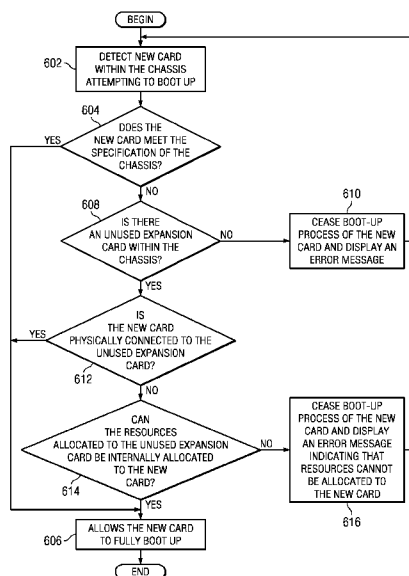 BEGIN
602
DETECT NEW CARD
WITHIN THE CHASSIS
ATTEMPTING TO BOOT UP
604
YES
DOES THE
NEW CARD MEET THE
SPECIFICATION OF THE
CHASSIS?
NO
608
IS THERE
AN UNUSED EXPANSION
CARD WITHIN THE
CHASSIS?
NO
610
CEASE BOOT-UP
PROCESS OF THE NEW
CARD AND DISPLAY AN
ERROR MESSAGE
YES
YES
IS
THE NEW CARD
PHYSICALLY CONNECTED TO THE
UNUSED EXPANSION
CARD?
612
NO
CAN
THE RESOURCES
ALLOCATED TO THE UNUSED EXPANSION
CARD BE INTERNALLY ALLOCATED
TO THE NEW
CARD?
614
NO
CEASE BOOT-UP
PROCESS OF THE NEW
CARD AND DISPLAY
AN ERROR MESSAGE
INDICATING THAT
RESOURCES CANNOT
BE ALLOCATED TO
THE NEW CARD
616
YES
606
ALLOWS THE NEW CARD
TO FULLY BOOT UP
END